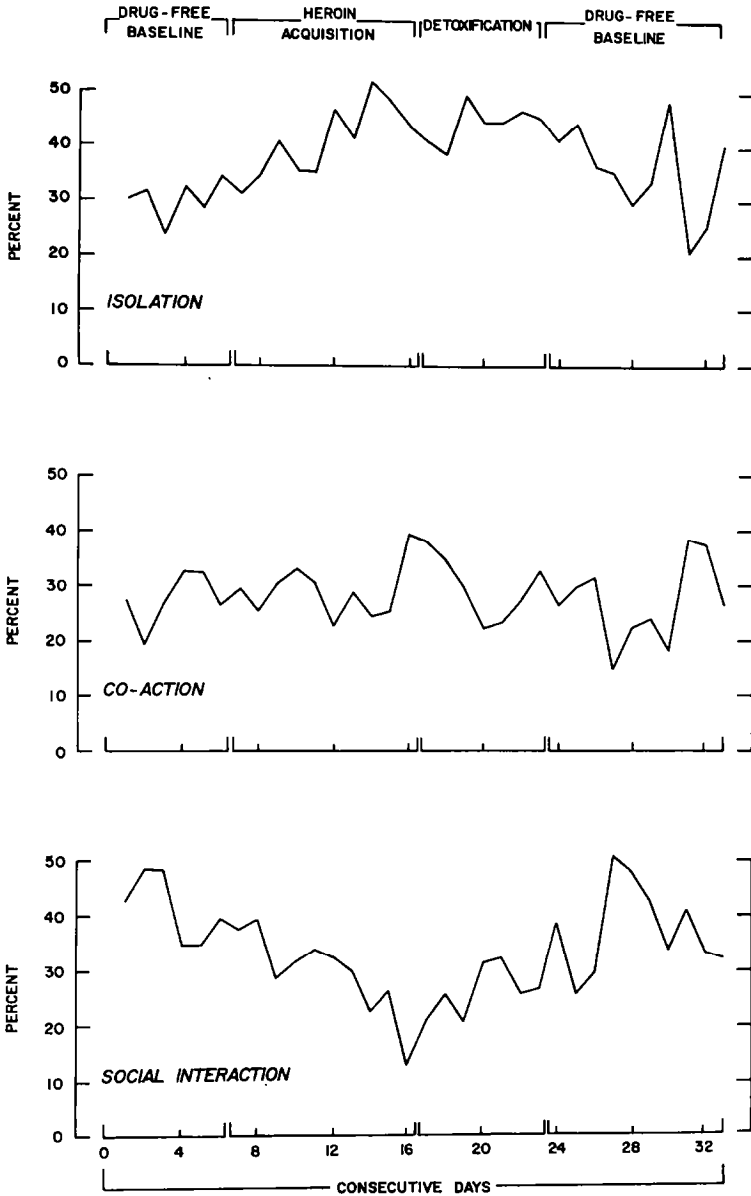 DRUG-FREE BASELINE
HEROIN ACQUISITION
DETOXIFICATION
DRUG-FREE BASELINE
50
40
30
20
10
0
PERCENT
ISOLATION
50
40
30
20
10
0
PERCENT
CO-ACTION
50
40
30
20
10
0
PERCENT
SOCIAL INTERACTION
0 4 8 12 16 20 24 28 32
CONSECUTIVE DAYS